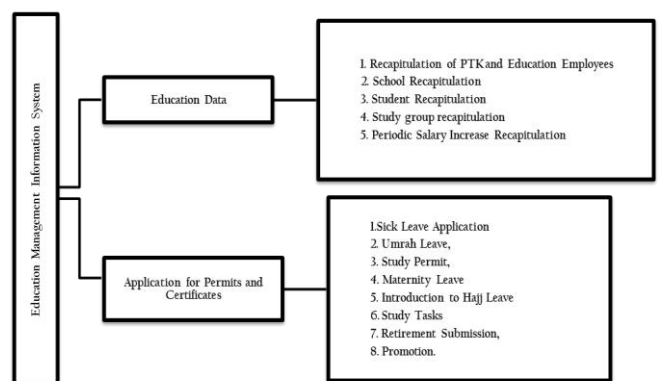 Education Management Information System
Education Data
1. Recapitulation of PTK and Education Employees
2. School Recapitulation
3. Student Recapitulation
4. Study group recapitulation
5. Periodic Salary Increase Recapitulation
Application for Permits and
Certificates
1.Sick Leave Application
2. Umrah Leave,
3. Study Permit,
4. Maternity Leave
5. Introduction to Hajj Leave
6. Study Tasks
7. Retirement Submission,
8. Promotion.